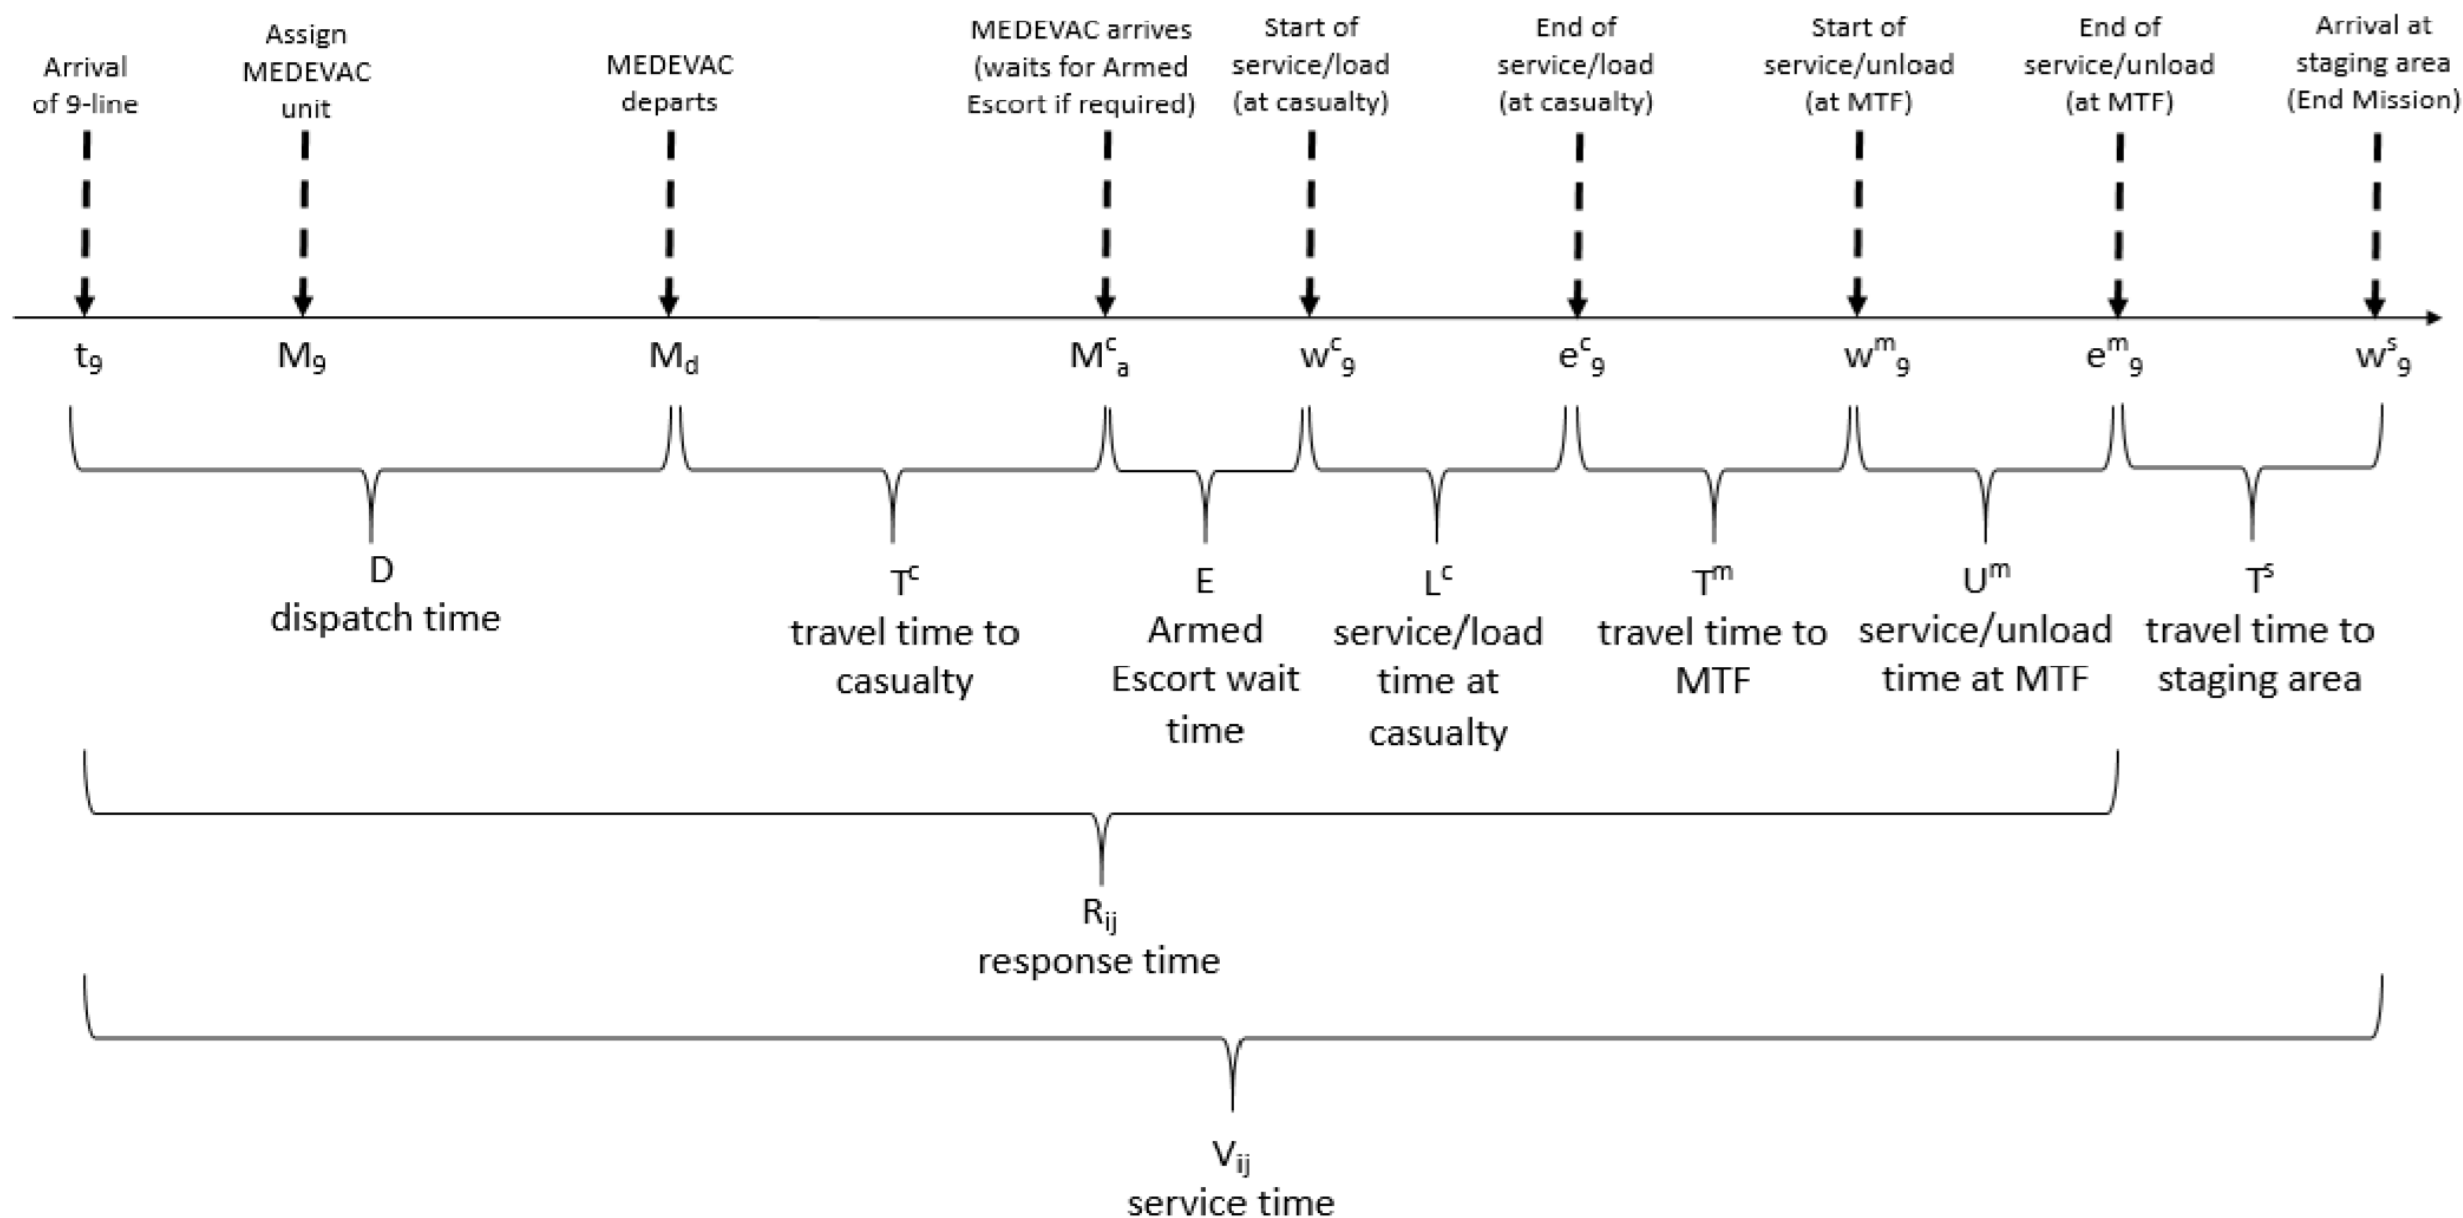 Arrival
of 9-line
Assign
MEDEVAC
unit
MEDEVAC
departs
MEDEVAC arrives
(waits for Armed
Escort if required)
Start of
service/load
(at casualty)
End of
service/load
(at casualty)
Start of
service/unload
(at MTF)
End of
service/unload
(at MTF)
Arrival at
staging area
(End Mission)
t₉
M₉
M_d
Mᶜₐ
wᶜ₉
eᶜ₉
wᵐ₉
eᵐ₉
wˢ₉
D
dispatch time
Tᶜ
travel time to
casualty
E
Armed
Escort wait
time
Lᶜ
service/load
time at
casualty
Tᵐ
travel time to
MTF
Uᵐ
service/unload
time at MTF
Tˢ
travel time to
staging area
Rᵢⱼ
response time
Vᵢⱼ
service time